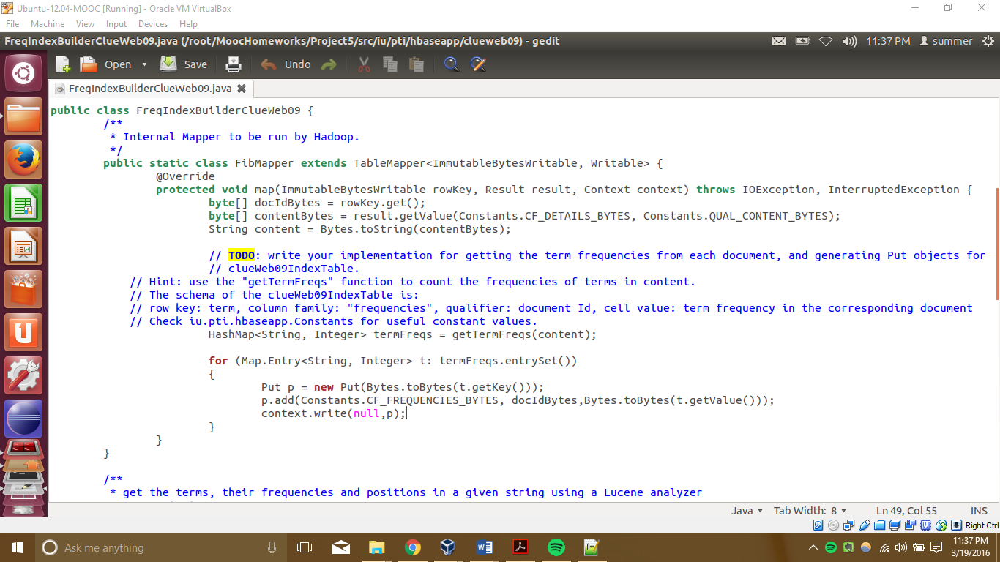 Ubuntu-12.04-MOOC [Running] - Oracle VM VirtualBox
File Machine View Input Devices Help
FreqIndexBuilderClueWeb09.java (/root/MoocHomeworks/Project5/src/iu/pti/hbaseapp/clueweb09) - gedit 11:37 PM summer
Open Save Undo
FreqIndexBuilderClueWeb09.java
public class FreqIndexBuilderClueWeb09 {
/**
* Internal Mapper to be run by Hadoop.
*/
public static class FibMapper extends TableMapper<ImmutableBytesWritable, Writable> {
@Override
protected void map(ImmutableBytesWritable rowKey, Result result, Context context) throws IOException, InterruptedException {
byte[] docIdBytes = rowKey.get();
byte[] contentBytes = result.getValue(Constants.CF_DETAILS_BYTES, Constants.QUAL_CONTENT_BYTES);
String content = Bytes.toString(contentBytes);
// TODO: write your implementation for getting the term frequencies from each document, and generating Put objects for
// clueWeb09IndexTable.
// Hint: use the "getTermFreqs" function to count the frequencies of terms in content.
// The schema of the clueWeb09IndexTable is:
// row key: term, column family: "frequencies", qualifier: document Id, cell value: term frequency in the corresponding document
// Check iu.pti.hbaseapp.Constants for useful constant values.
HashMap<String, Integer> termFreqs = getTermFreqs(content);
for (Map.Entry<String, Integer> t: termFreqs.entrySet())
{
Put p = new Put(Bytes.toBytes(t.getKey()));
p.add(Constants.CF_FREQUENCIES_BYTES, docIdBytes,Bytes.toBytes(t.getValue()));
context.write(null,p);
}
}
}
/**
* get the terms, their frequencies and positions in a given string using a Lucene analyzer
Java Tab Width: 8 Ln 49, Col 55 INS
Right Ctrl
Ask me anything
11:37 PM
3/19/2016